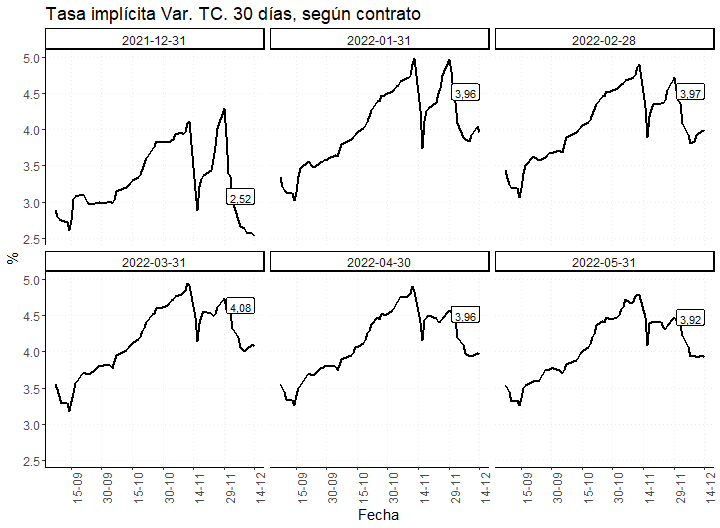 Tasa implícita Var. TC. 30 días, según contrato
2021-12-31 2022-01-31 2022-02-28
5.0
4.5
4.0
3.5
3.0
2.5
2,52 3,96 3,97
%
2022-03-31 2022-04-30 2022-05-31
5.0
4.5
4.0
3.5
3.0
2.5
4,08 3,96 3,92
15-09 30-09 15-10 30-10 14-11 29-11 14-12 15-09 30-09 15-10 30-10 14-11 29-11 14-12 15-09 30-09 15-10 30-10 14-11 29-11 14-12
Fecha